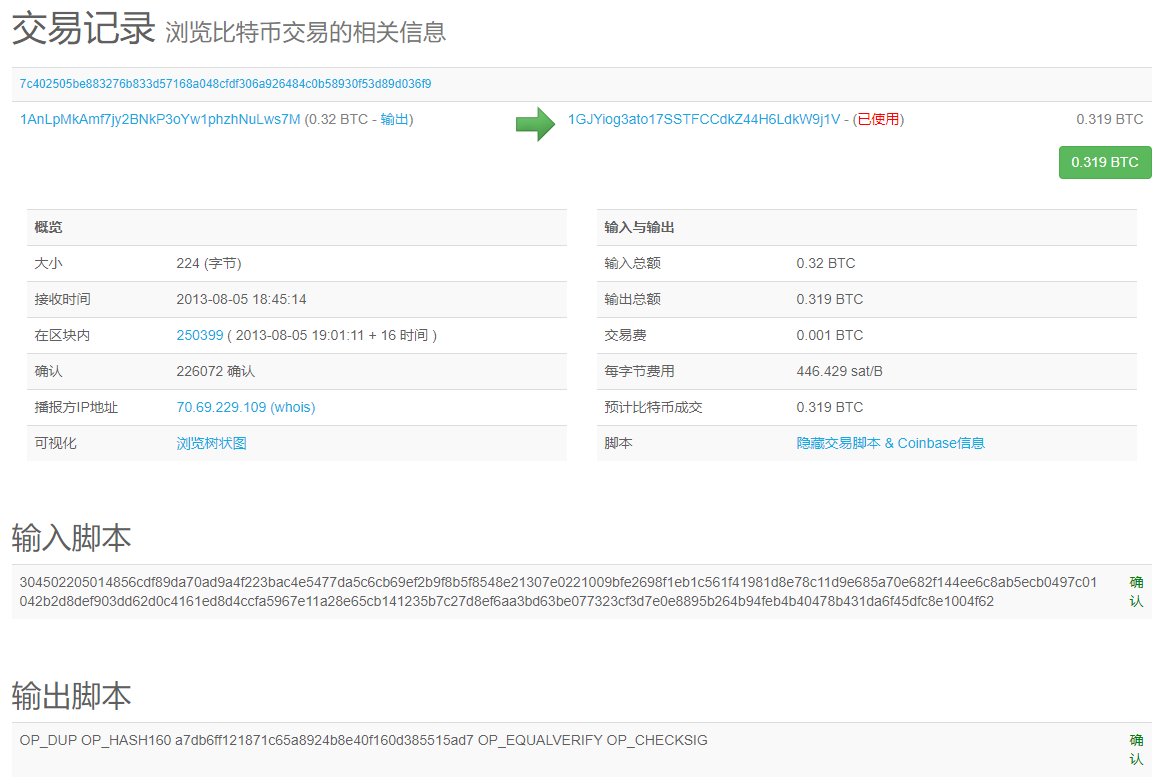 交易记录 浏览比特币交易的相关信息
7c402505be883276b833d57168a048cfdf306a926484c0b58930f53d89d036f9
1AnLpMkAmf7jy2BNkP3oYw1phzhNuLws7M (0.32 BTC - 输出)
1GJYiog3ato17SSTFCCdkZ44H6LdkW9j1V - (已使用)
0.319 BTC
0.319 BTC
概览
大小 224 (字节)
接收时间 2013-08-05 18:45:14
在区块内 250399 ( 2013-08-05 19:01:11 + 16 时间 )
确认 226072 确认
播报方IP地址 70.69.229.109 (whois)
可视化 浏览树状图
输入与输出
输入总额 0.32 BTC
输出总额 0.319 BTC
交易费 0.001 BTC
每字节费用 446.429 sat/B
预计比特币成交 0.319 BTC
脚本 隐藏交易脚本 & Coinbase信息
输入脚本
304502205014856cdf89da70ad9a4f223bac4e5477da5c6cb69ef2b9f8b5f8548e21307e0221009bfe2698f1eb1c561f41981d8e78c11d9e685a70e682f144ee6c8ab5ecb0497c01
042b2d8def903dd62d0c4161ed8d4ccfa5967e11a28e65cb141235b7c27d8ef6aa3bd63be077323cf3d7e0e8895b264b94feb4b40478b431da6f45dfc8e1004f62
确
认
输出脚本
OP_DUP OP_HASH160 a7db6ff121871c65a8924b8e40f160d385515ad7 OP_EQUALVERIFY OP_CHECKSIG
确
认